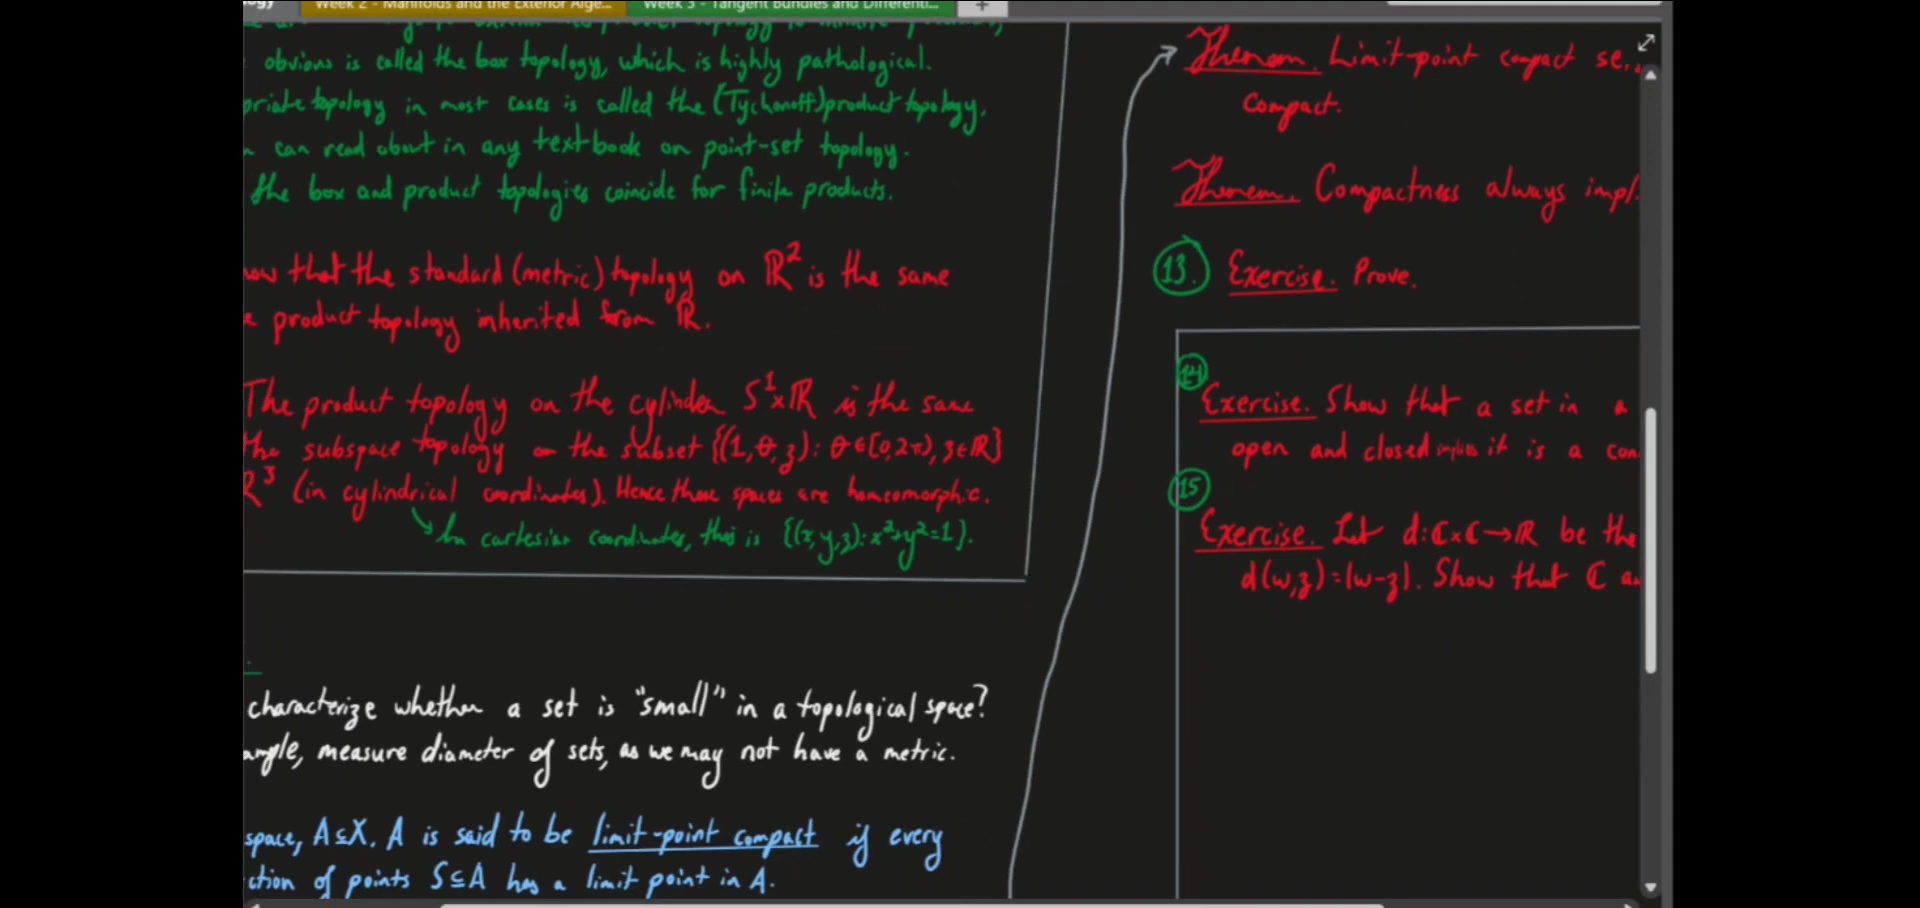 ology
Week 2 - Manifolds and the Exterior Alge...
Week 3 - Tangent Bundles and Differenti...
+
obvious is called the box topology, which is highly pathological.
priate topology in most cases is called the (Tychonoff) product topology,
can read about in any textbook on point-set topology.
the box and product topologies coincide for finite products.
ow that the standard (metric) topology on ℝ² is the same
e product topology inherited from ℝ.
The product topology on the cylinder S¹×ℝ is the same
the subspace topology on the subset {(1,θ,z): θ∈[0,2π), z∈ℝ}
ℝ³ (in cylindrical coordinates). Hence these spaces are homeomorphic.
In cartesian coordinates, this is {(x,y,z): x²+y²=1}.
characterize whether a set is "small" in a topological space?
ample, measure diameter of sets, as we may not have a metric.
space, A⊆X. A is said to be limit-point compact if every
ction of points S⊆A has a limit point in A.
Theorem. Limit-point compact se..
Compact.
Theorem. Compactness always impl.
13. Exercise. Prove.
14
Exercise. Show that a set in a
open and closed implies it is a con
15
Exercise. Let d: ℂ×ℂ→ℝ be the
d(w,z)=|w-z|. Show that ℂ an